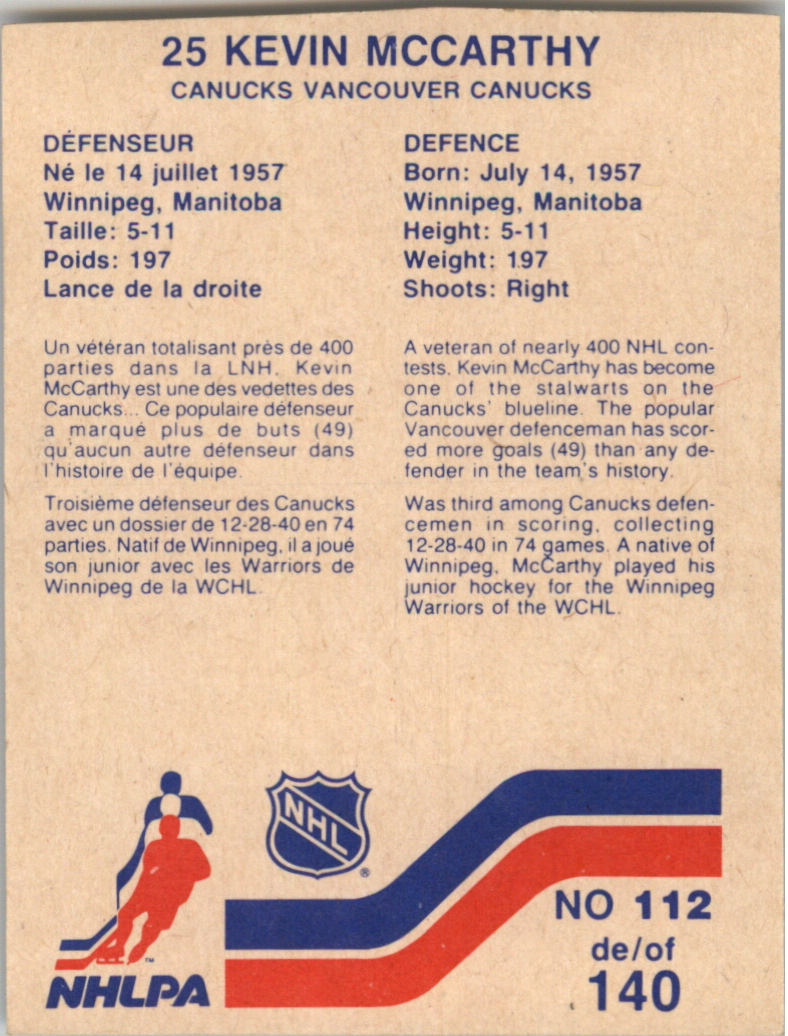 25 KEVIN MCCARTHY
CANUCKS VANCOUVER CANUCKS
DÉFENSEUR
Né le 14 juillet 1957
Winnipeg, Manitoba
Taille: 5-11
Poids: 197
Lance de la droite
Un vétéran totalisant près de 400
parties dans la LNH. Kevin
McCarthy est une des vedettes des
Canucks... Ce populaire défenseur
a marqué plus de buts (49)
qu'aucun autre défenseur dans
l'histoire de l'équipe.
Troisième défenseur des Canucks
avec un dossier de 12-28-40 en 74
parties. Natif de Winnipeg, il a joué
son junior avec les Warriors de
Winnipeg de la WCHL.
DEFENCE
Born: July 14, 1957
Winnipeg, Manitoba
Height: 5-11
Weight: 197
Shoots: Right
A veteran of nearly 400 NHL con-
tests. Kevin McCarthy has become
one of the stalwarts on the
Canucks' blueline. The popular
Vancouver defenceman has scor-
ed more goals (49) than any de-
fender in the team's history.
Was third among Canucks defen-
cemen in scoring, collecting
12-28-40 in 74 games. A native of
Winnipeg, McCarthy played his
junior hockey for the Winnipeg
Warriors of the WCHL.
NHL
®
™
NHLPA
NO 112
de/of
140